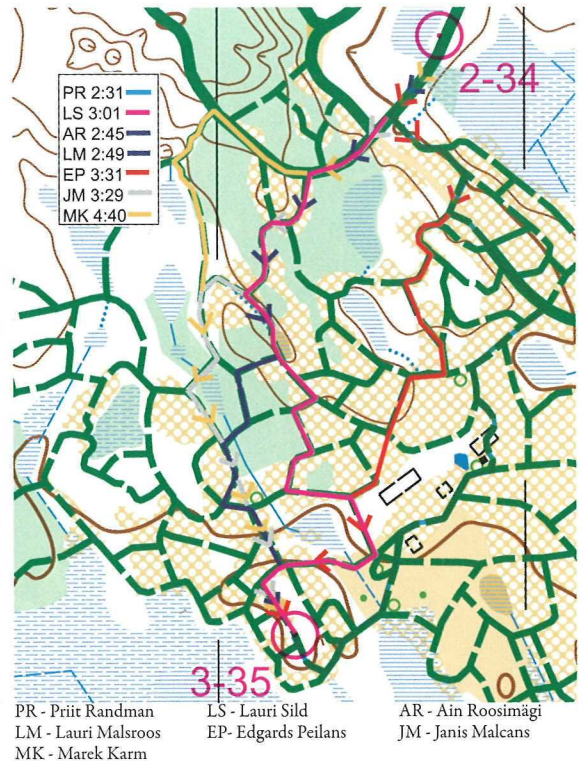 2-34
PR 2:31
LS 3:01
AR 2:45
LM 2:49
EP 3:31
JM 3:29
MK 4:40
3-35
PR - Priit Randman LS - Lauri Sild AR - Ain Roosimägi
LM - Lauri Malsroos EP- Edgards Peilans JM - Janis Malcans
MK - Marek Karm